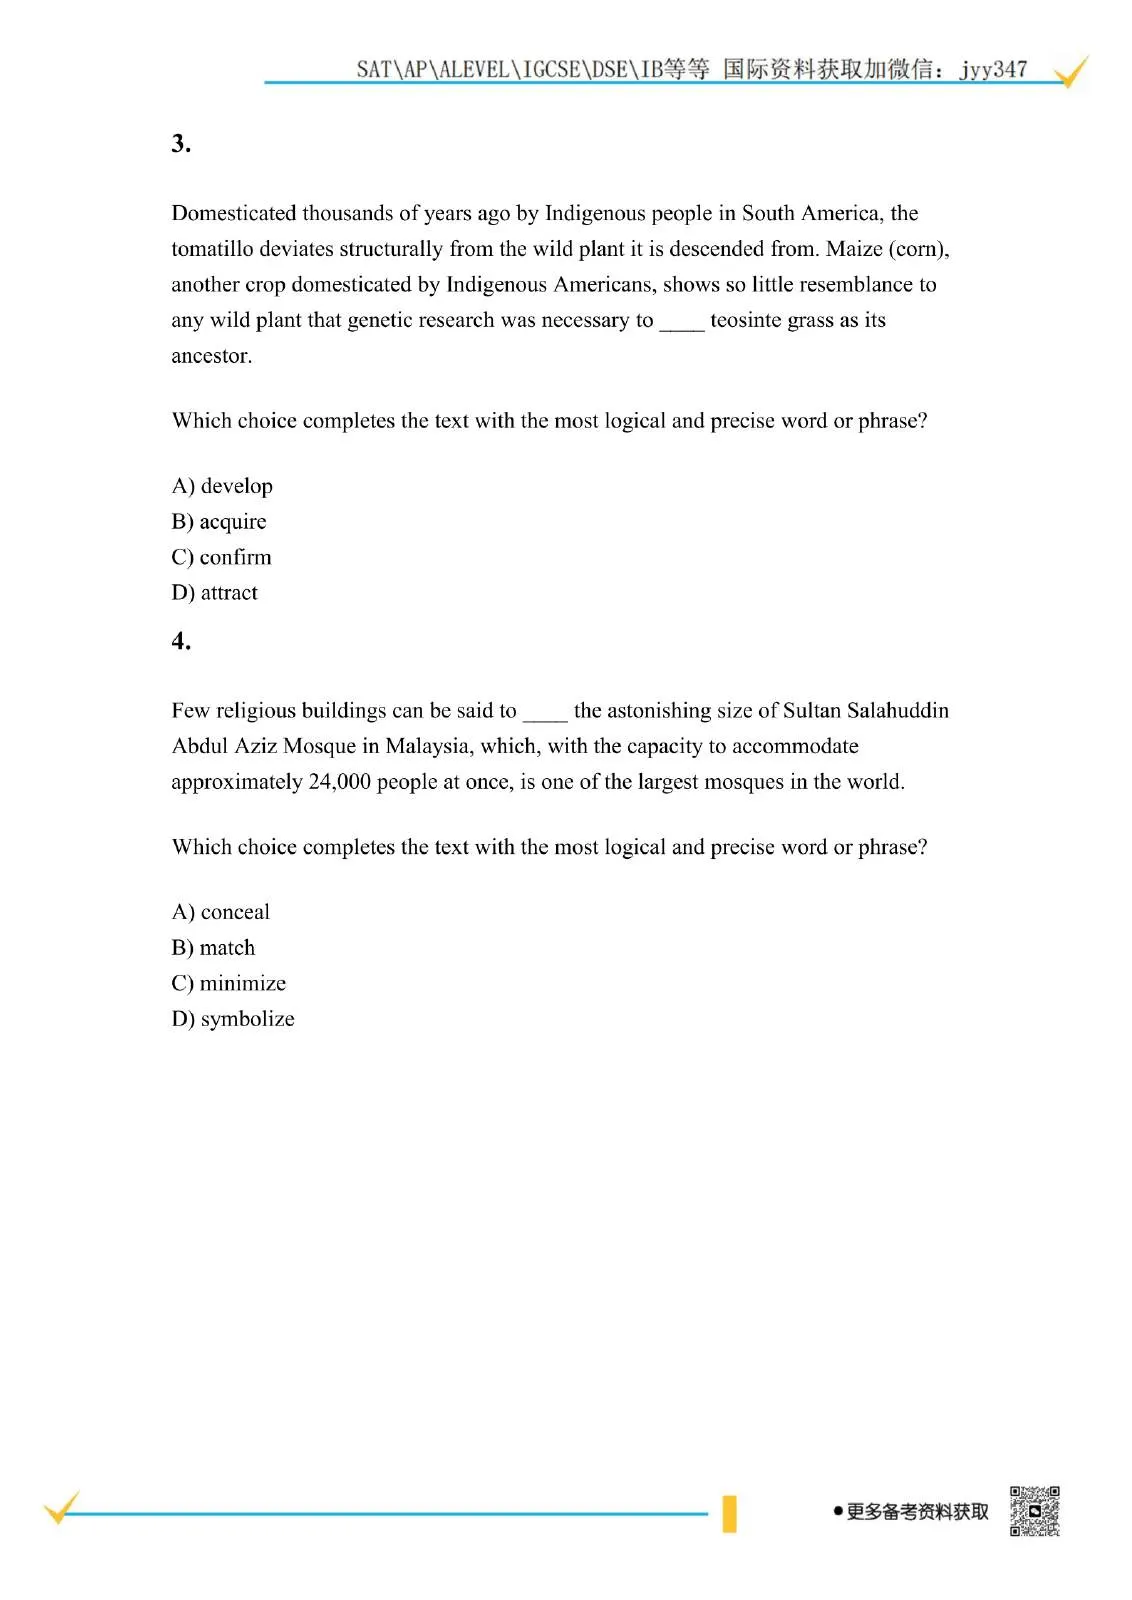 SAT\AP\ALEVEL\IGCSE\DSE\IB等等 国际资料获取加微信：jyy347
3.
Domesticated thousands of years ago by Indigenous people in South America, the
tomatillo deviates structurally from the wild plant it is descended from. Maize (corn),
another crop domesticated by Indigenous Americans, shows so little resemblance to
any wild plant that genetic research was necessary to ____ teosinte grass as its
ancestor.
Which choice completes the text with the most logical and precise word or phrase?
A) develop
B) acquire
C) confirm
D) attract
4.
Few religious buildings can be said to ____ the astonishing size of Sultan Salahuddin
Abdul Aziz Mosque in Malaysia, which, with the capacity to accommodate
approximately 24,000 people at once, is one of the largest mosques in the world.
Which choice completes the text with the most logical and precise word or phrase?
A) conceal
B) match
C) minimize
D) symbolize
●更多备考资料获取